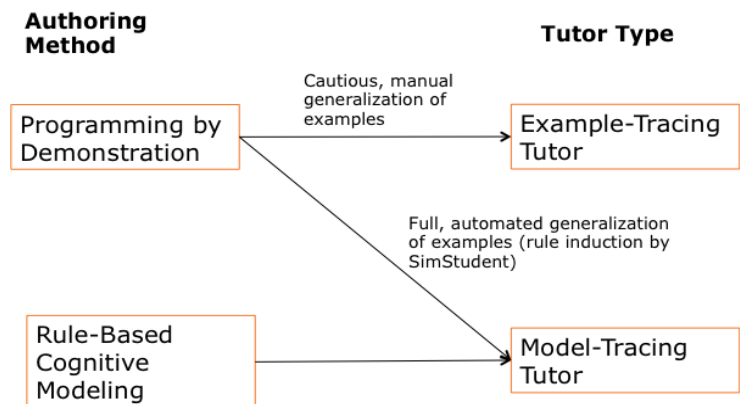 Authoring
Method
Tutor Type
Cautious, manual
generalization of
examples
Programming by
Demonstration
Example-Tracing
Tutor
Full, automated generalization
of examples (rule induction by
SimStudent)
Rule-Based
Cognitive
Modeling
Model-Tracing
Tutor